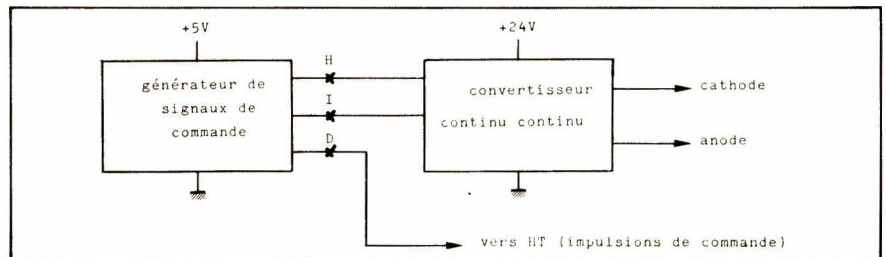 +5V
+24V
H
générateur de
signaux de
commande
I
D
convertisseur
continu continu
cathode
anode
vers HT (impulsions de commande)